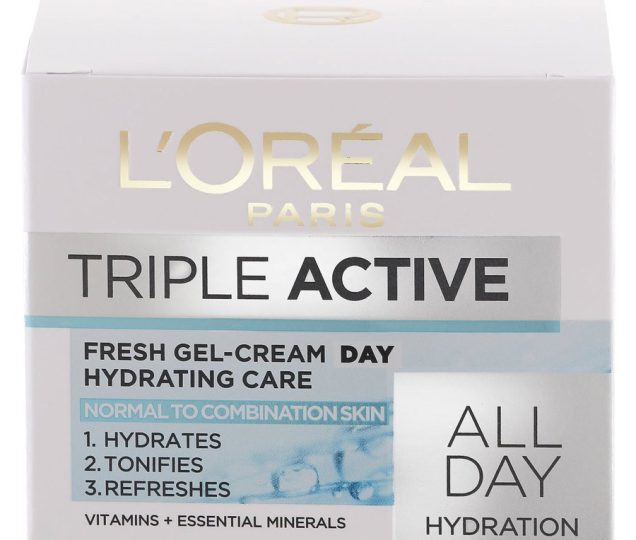 L'ORÉAL
PARIS
TRIPLE ACTIVE
FRESH GEL-CREAM DAY
HYDRATING CARE
NORMAL TO COMBINATION SKIN
1. HYDRATES
2. TONIFIES
3. REFRESHES
VITAMINS + ESSENTIAL MINERALS
ALL
DAY
HYDRATION